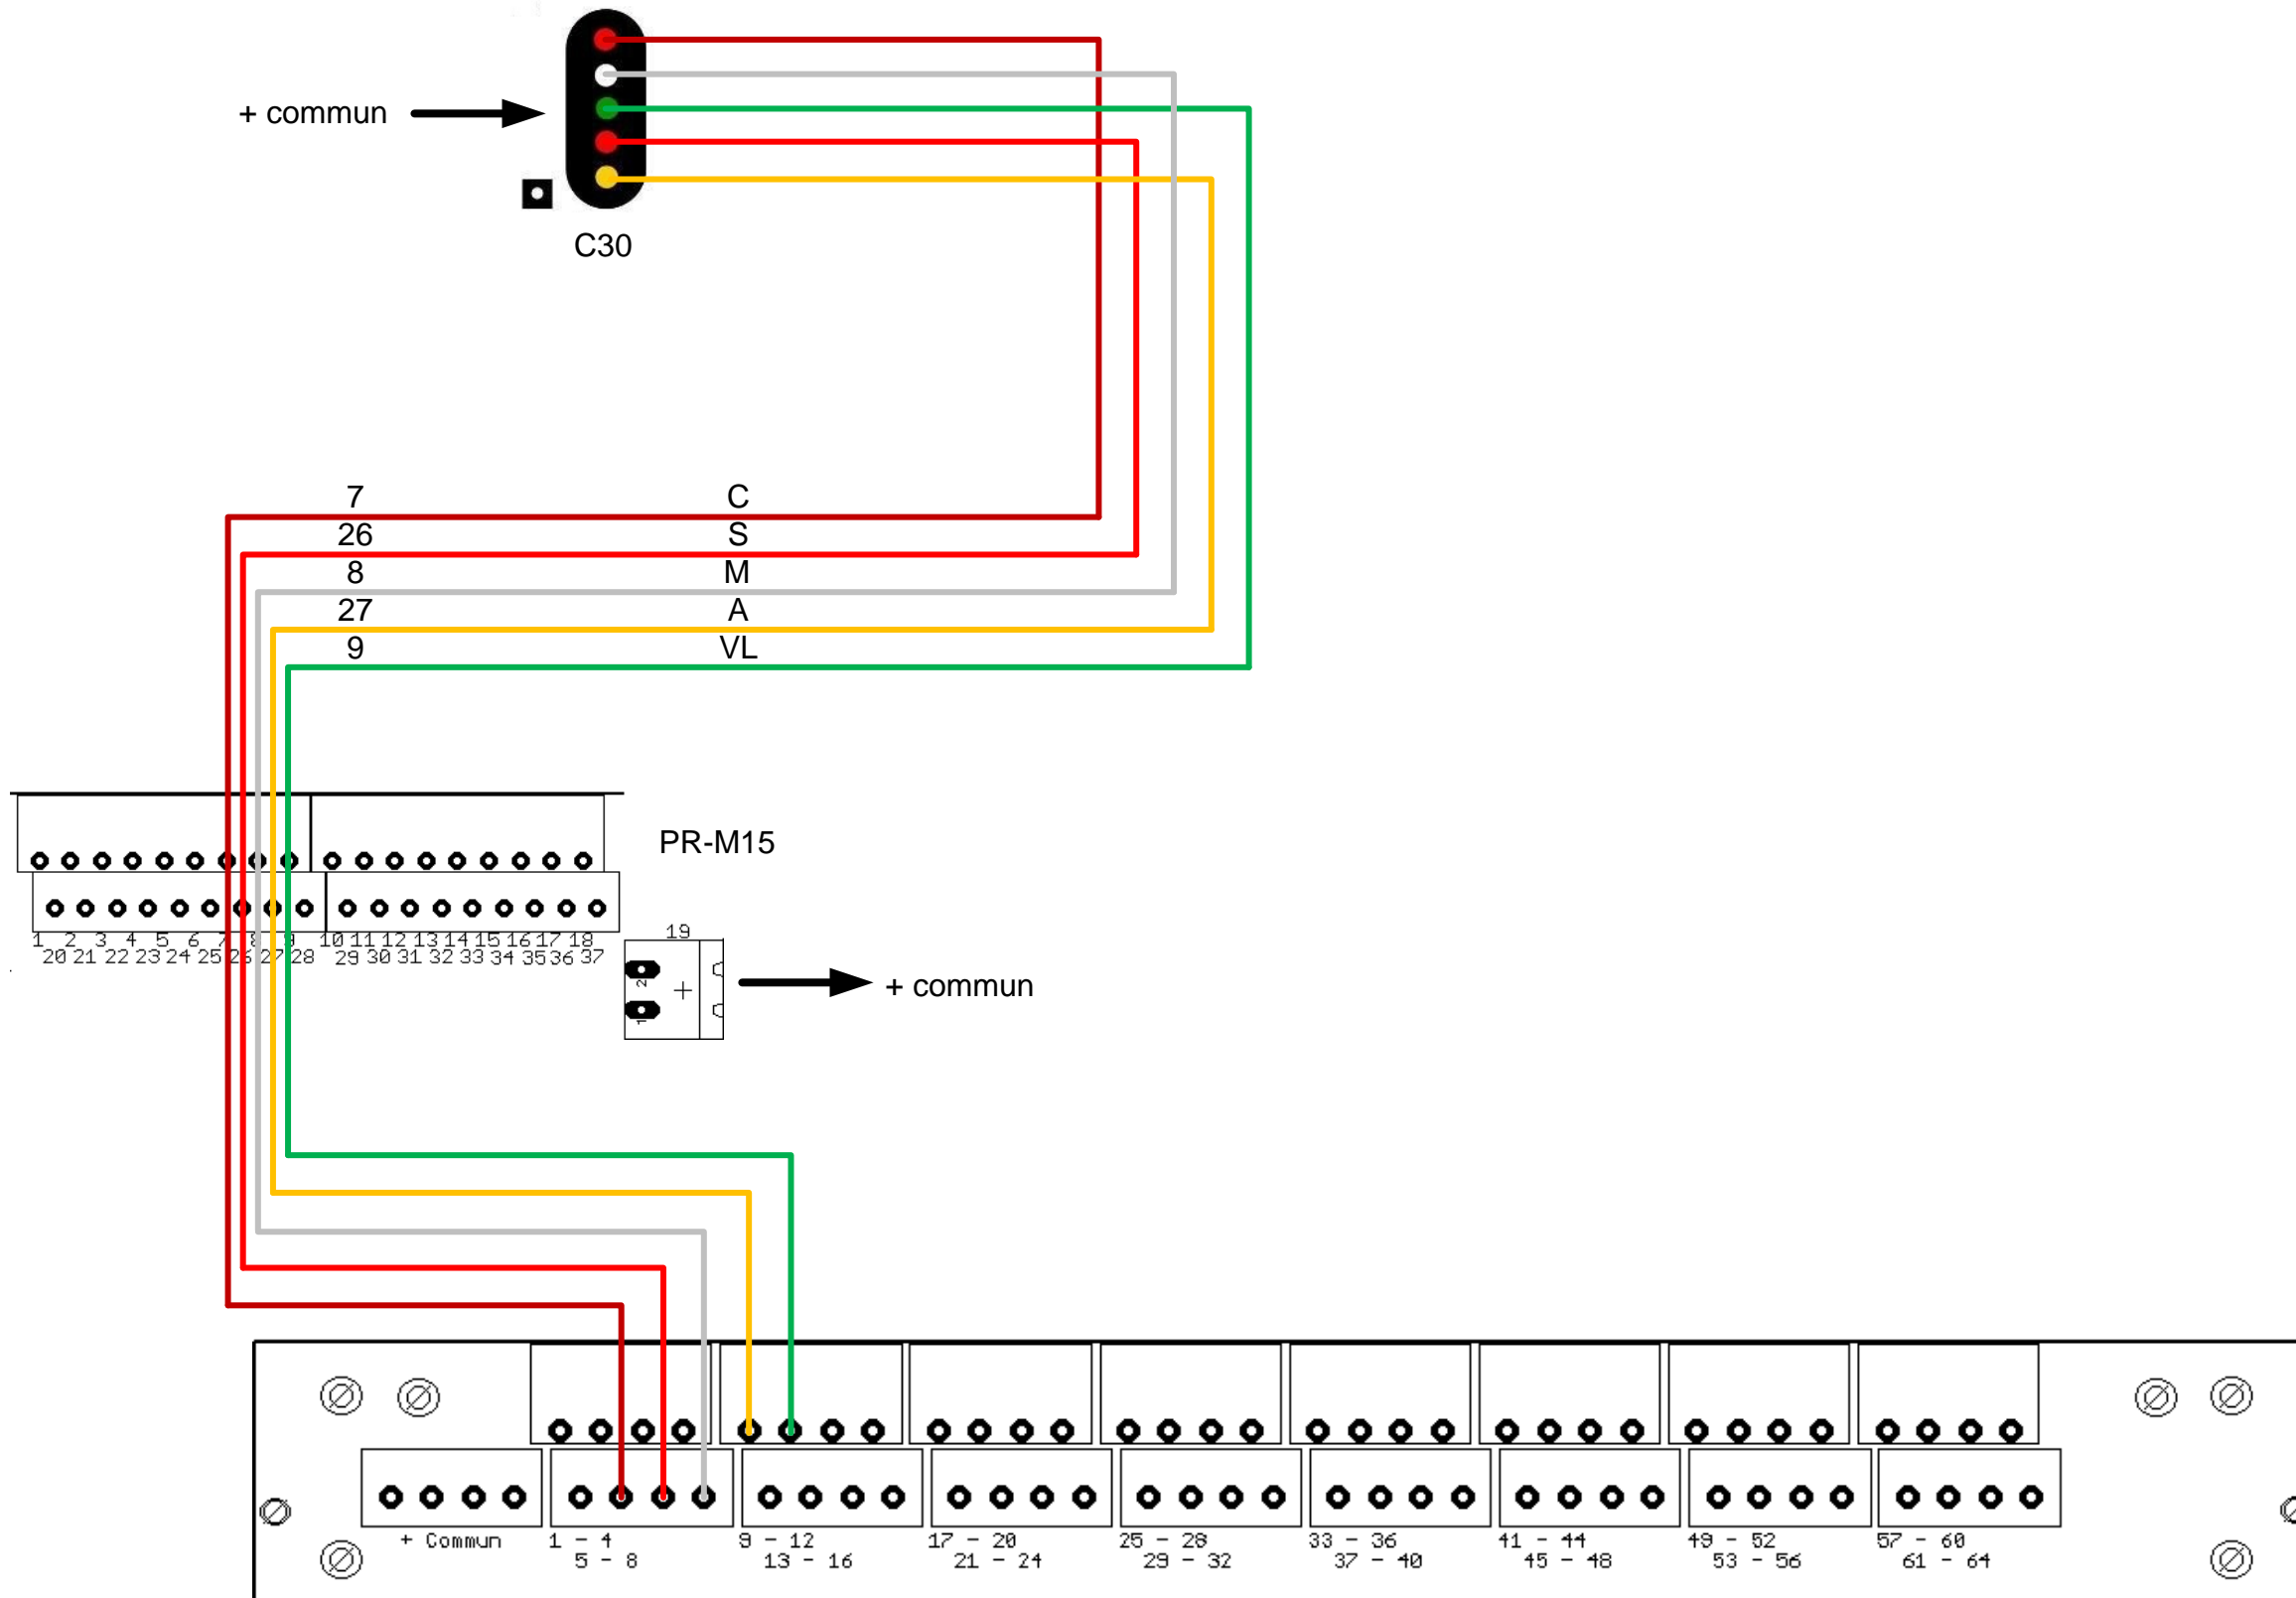 + commun
C30
7 C
26 S
8 M
27 A
9 VL
PR-M15
1 2 3 4 5 6 7 8 9 10 11 12 13 14 15 16 17 18
20 21 22 23 24 25 26 27 28 29 30 31 32 33 34 35 36 37
19
2
+
1
+ commun
+ Commun 1 - 4 9 - 12 17 - 20 25 - 28 33 - 36 41 - 44 49 - 52 57 - 60
5 - 8 13 - 16 21 - 24 29 - 32 37 - 40 45 - 48 53 - 56 61 - 64